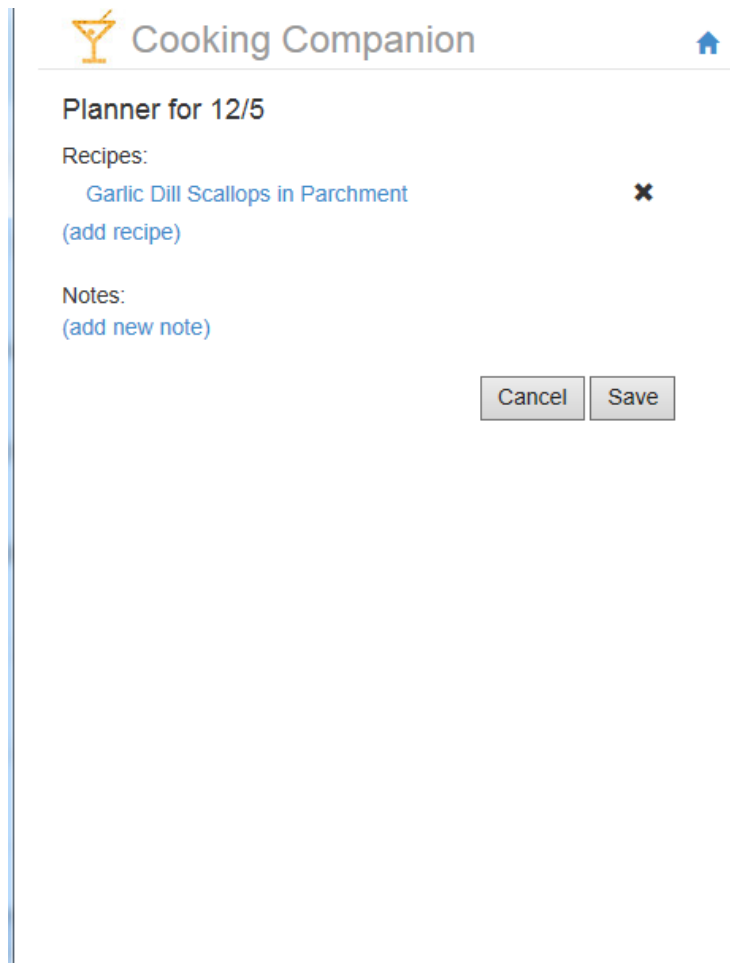 Cooking Companion
Planner for 12/5
Recipes:
Garlic Dill Scallops in Parchment
(add recipe)
Notes:
(add new note)
Cancel Save